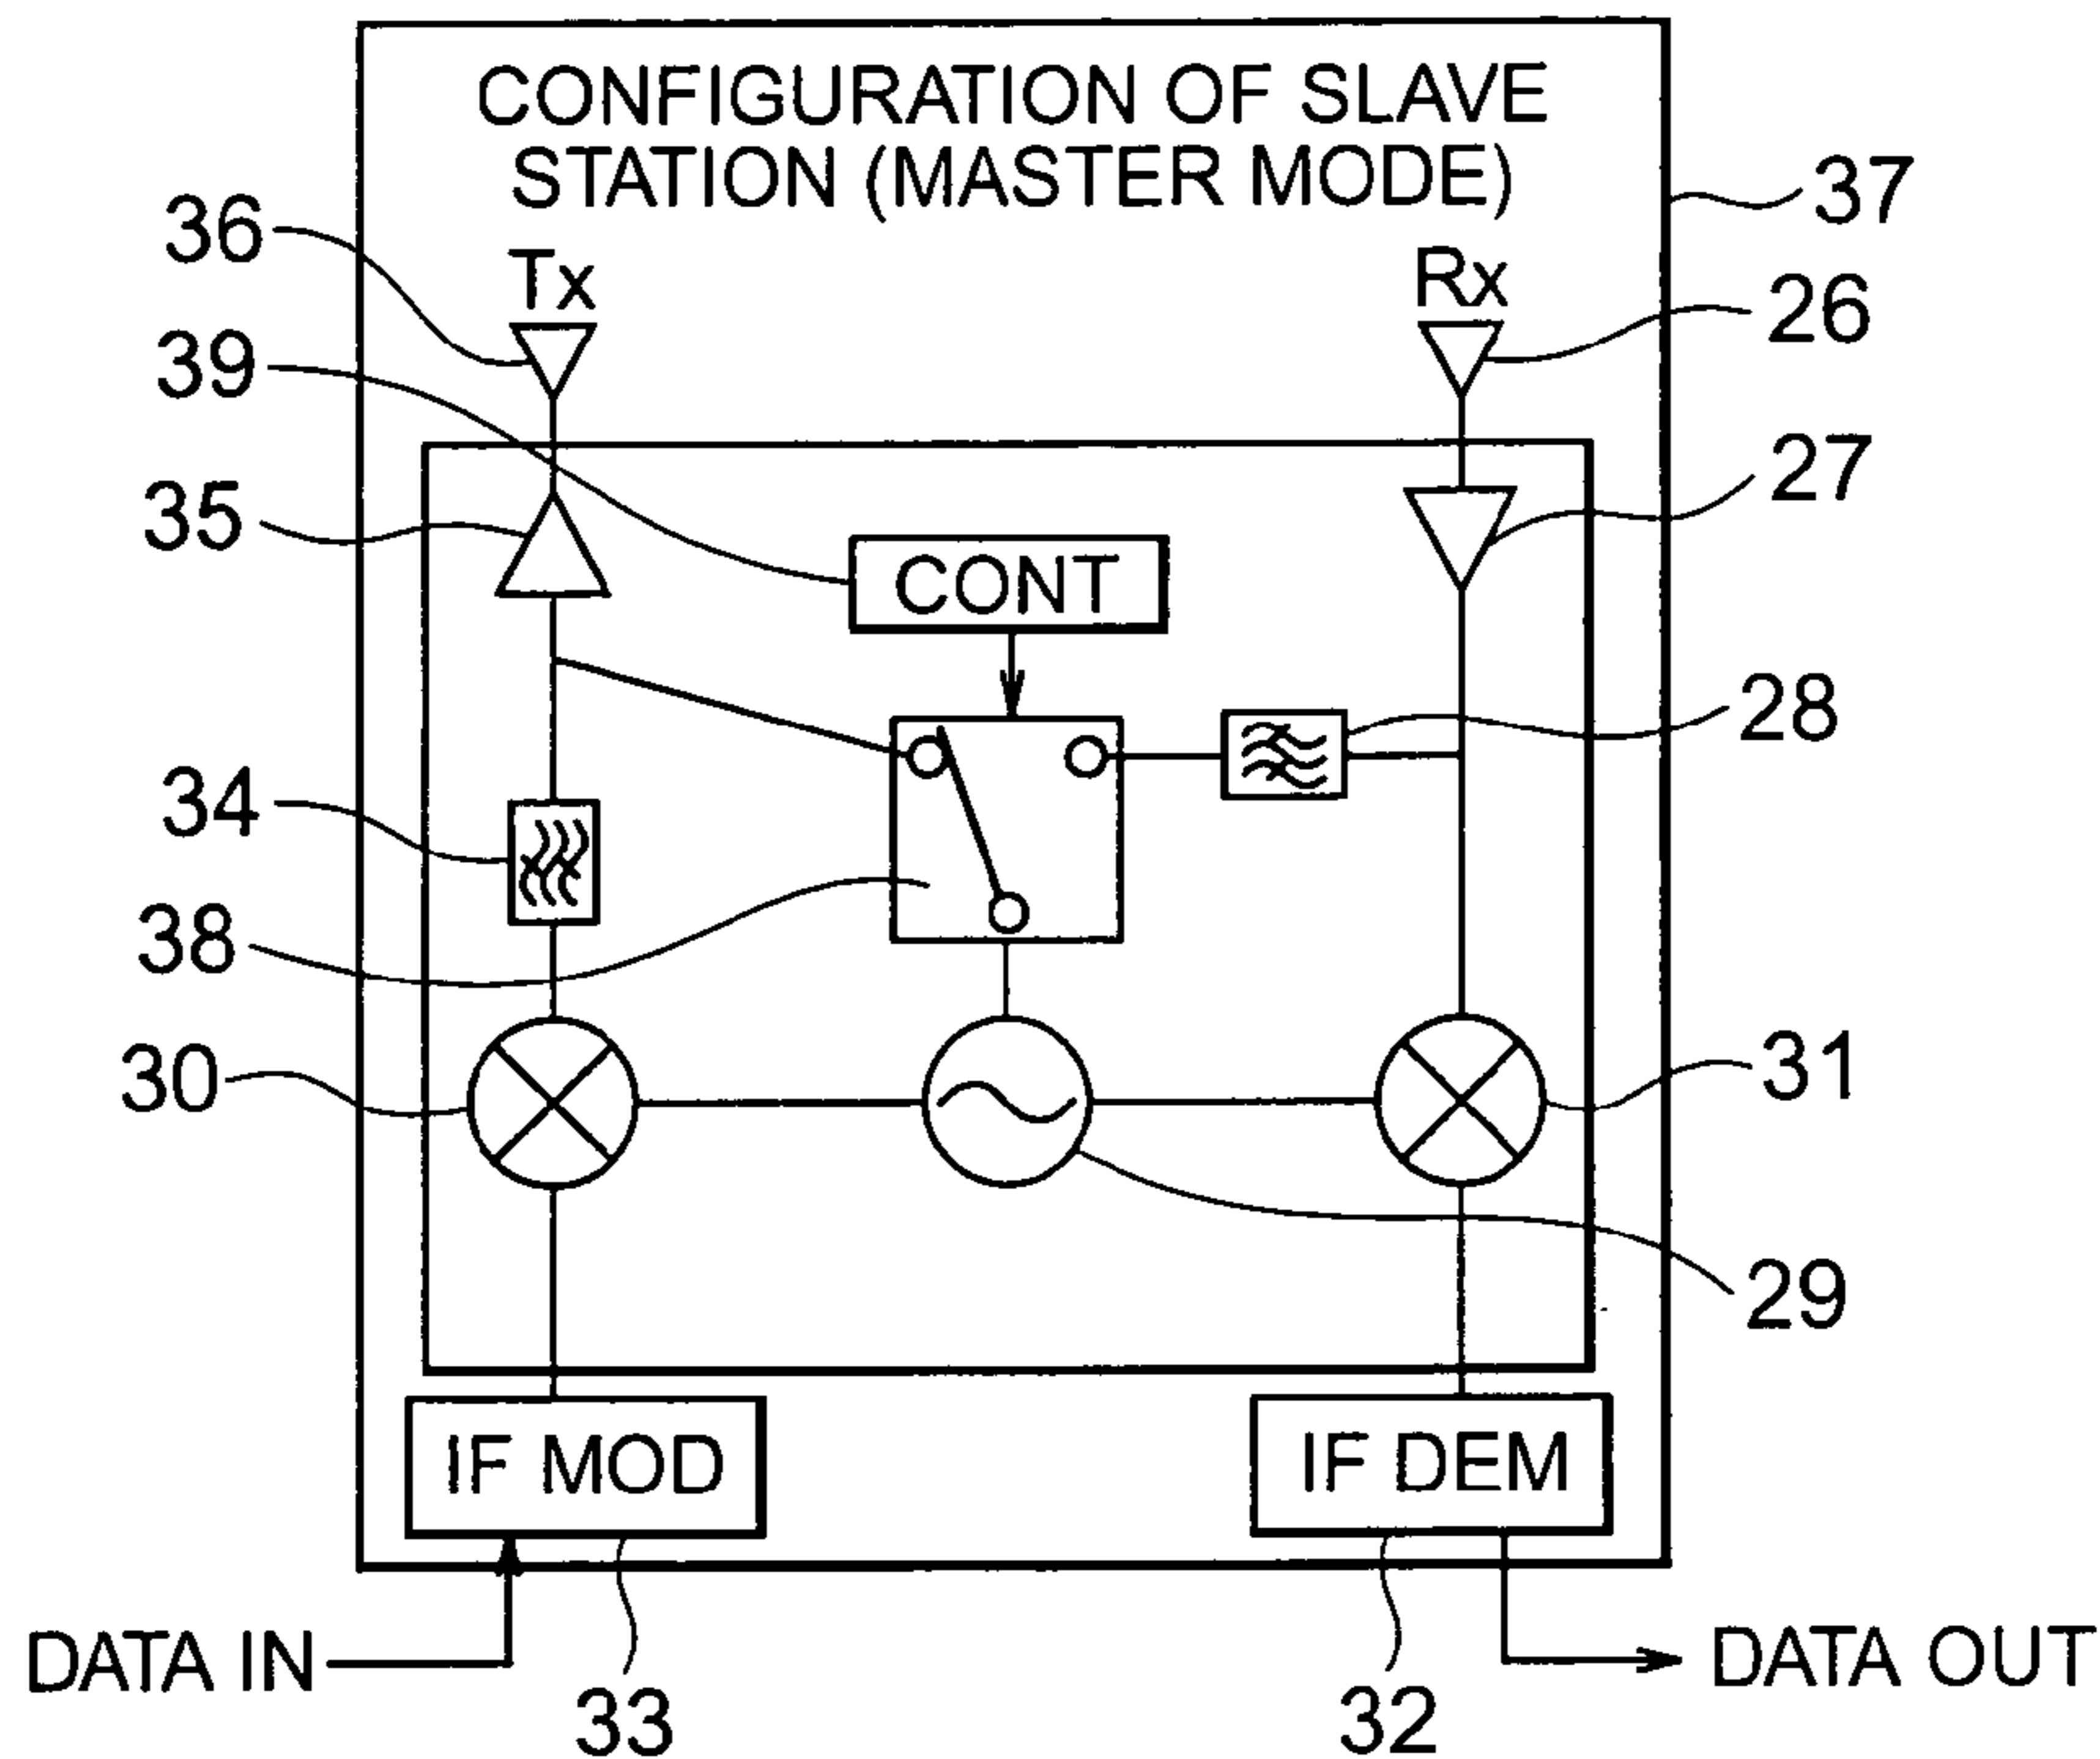 CONFIGURATION OF SLAVE
STATION (MASTER MODE)
37
36
Tx
Rx
26
39
27
35
CONT
28
34
38
30
31
29
IF MOD
IF DEM
DATA IN
DATA OUT
33
32